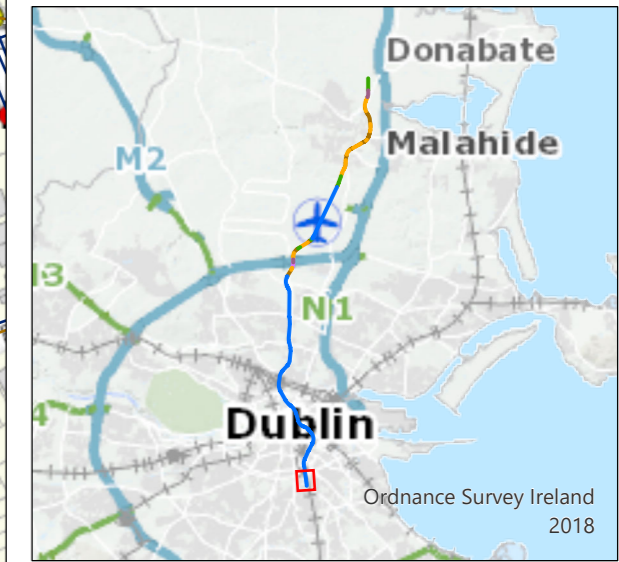 Donabate
Malahide
M2
N1
Dublin
Ordnance Survey Ireland
2018